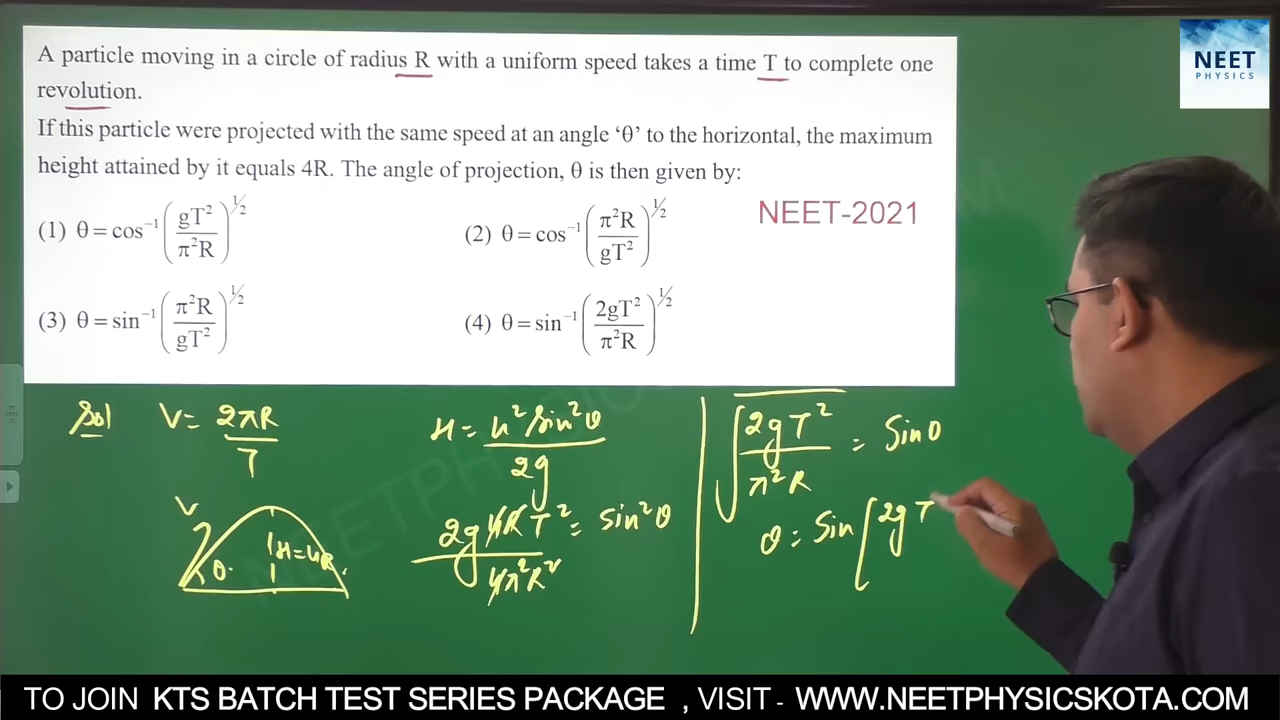 A particle moving in a circle of radius R with a uniform speed takes a time T to complete one
revolution.
If this particle were projected with the same speed at an angle ‘θ’ to the horizontal, the maximum
height attained by it equals 4R. The angle of projection, θ is then given by:
(1) θ = cos⁻¹ (gT²/π²R)^½
(2) θ = cos⁻¹ (π²R/gT²)^½
NEET-2021
(3) θ = sin⁻¹ (π²R/gT²)^½
(4) θ = sin⁻¹ (2gT²/π²R)^½
NEET
PHYSICS
Sol V = 2πR/T
V
θ H=4R
H = u² sin²θ/2g
2g 4R T²/4π²R² = sin²θ
√(2gT²/π²R) = Sinθ
θ = Sin [2gT
TO JOIN KTS BATCH TEST SERIES PACKAGE , VISIT - WWW.NEETPHYSICSKOTA.COM